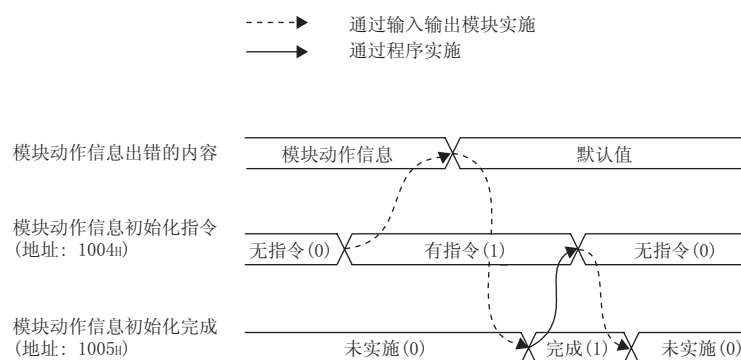 通过输入输出模块实施
通过程序实施
模块动作信息出错的内容
模块动作信息
默认值
模块动作信息初始化指令
(地址: 1004H)
无指令(0)
有指令(1)
无指令(0)
模块动作信息初始化完成
(地址: 1005H)
未实施(0)
完成(1)
未实施(0)